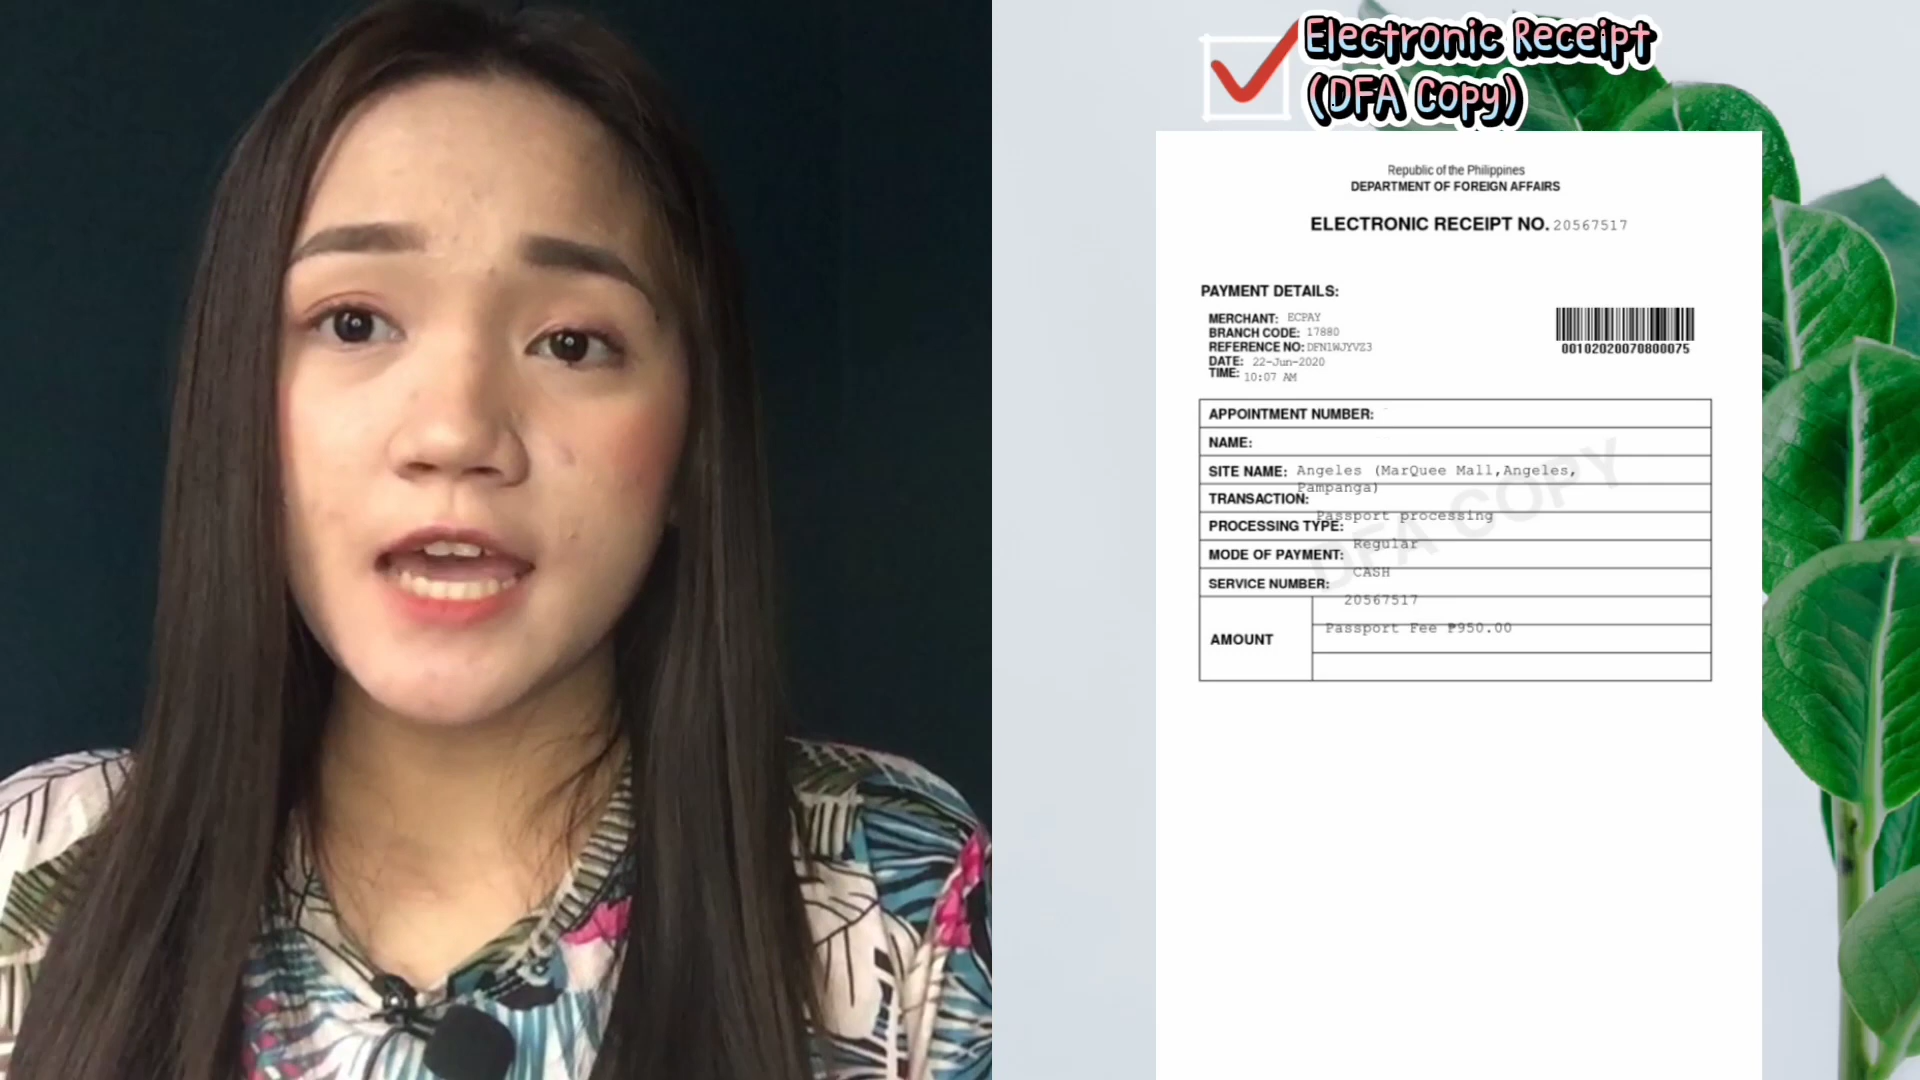 Electronic Receipt
(DFA Copy)
Republic of the Philippines
DEPARTMENT OF FOREIGN AFFAIRS
ELECTRONIC RECEIPT NO. 20567517
PAYMENT DETAILS:
MERCHANT: ECPAY
BRANCH CODE: 17880
REFERENCE NO: DFN1WJYVZ3
DATE: 22-Jun-2020
TIME: 10:07 AM
00102020070800075
APPOINTMENT NUMBER:
NAME:
SITE NAME: Angeles (MarQuee Mall,Angeles,
Pampanga)
TRANSACTION:
Passport processing
PROCESSING TYPE:
Regular
MODE OF PAYMENT:
CASH
SERVICE NUMBER:
20567517
Passport Fee ₱950.00
AMOUNT
DFA COPY